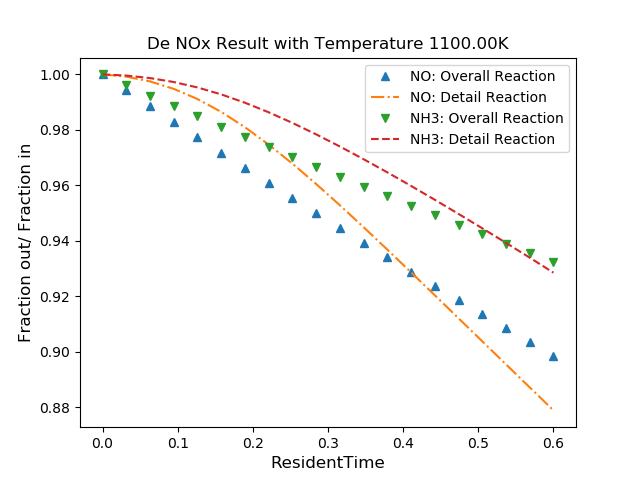 De NOx Result with Temperature 1100.00K
NO: Overall Reaction
NO: Detail Reaction
NH3: Overall Reaction
NH3: Detail Reaction
Fraction out/ Fraction in
1.00
0.98
0.96
0.94
0.92
0.90
0.88
0.0 0.1 0.2 0.3 0.4 0.5 0.6
ResidentTime